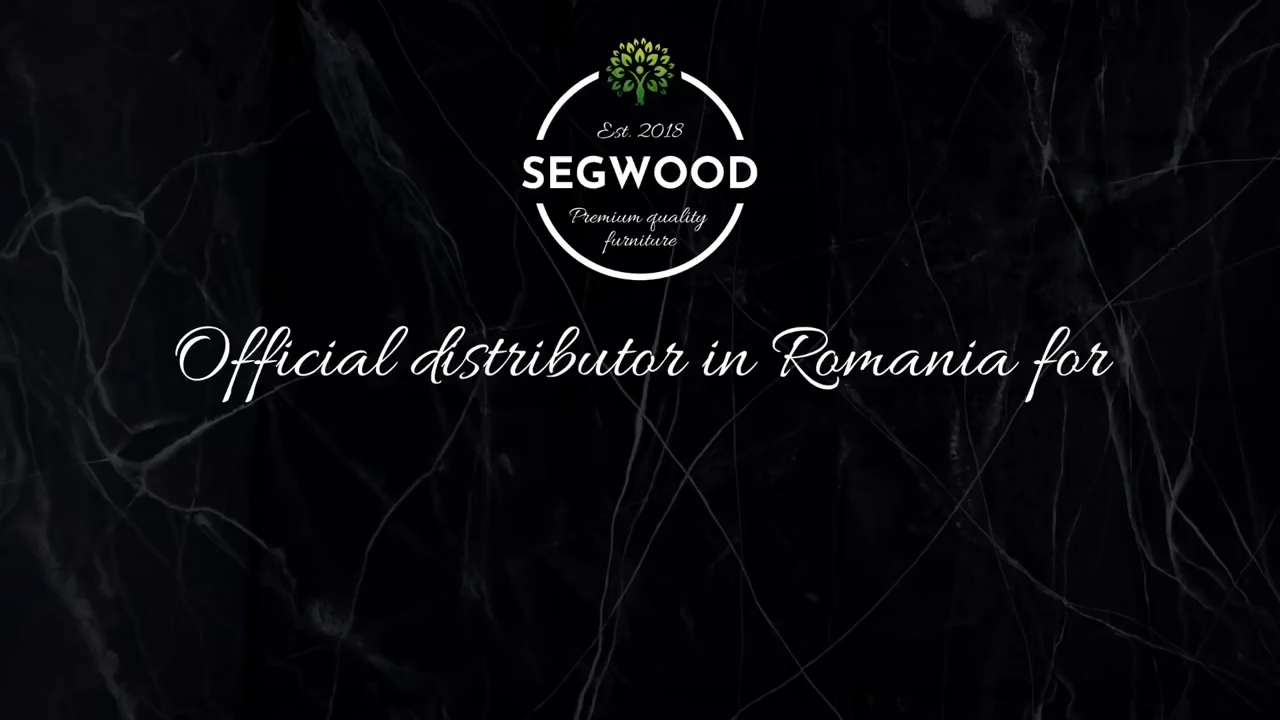 Est. 2018
SEGWOOD
Premium quality
furniture
Official distributor in Romania for